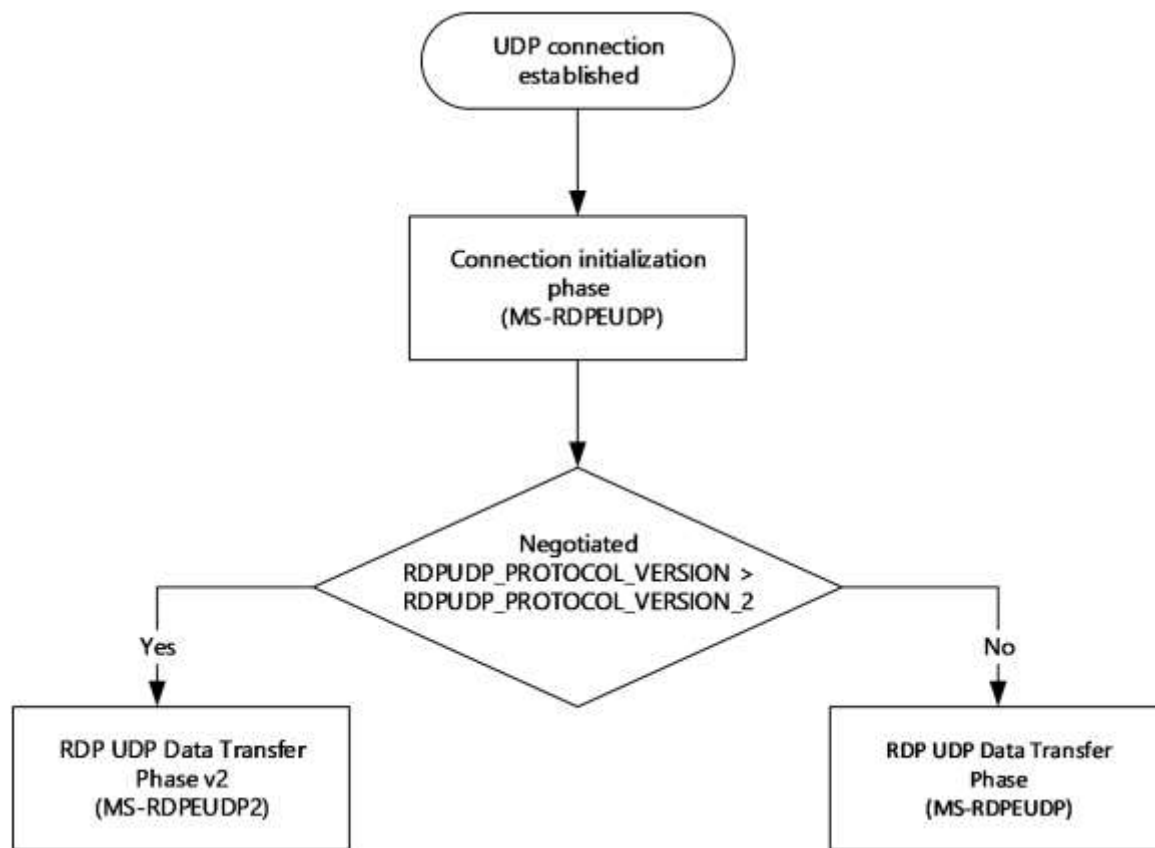 UDP connection
established
Connection initialization
phase
(MS-RDPEUDP)
Negotiated
RDPUDP_PROTOCOL_VERSION >
RDPUDP_PROTOCOL_VERSION_2
Yes
No
RDP UDP Data Transfer
Phase v2
(MS-RDPEUDP2)
RDP UDP Data Transfer
Phase
(MS-RDPEUDP)